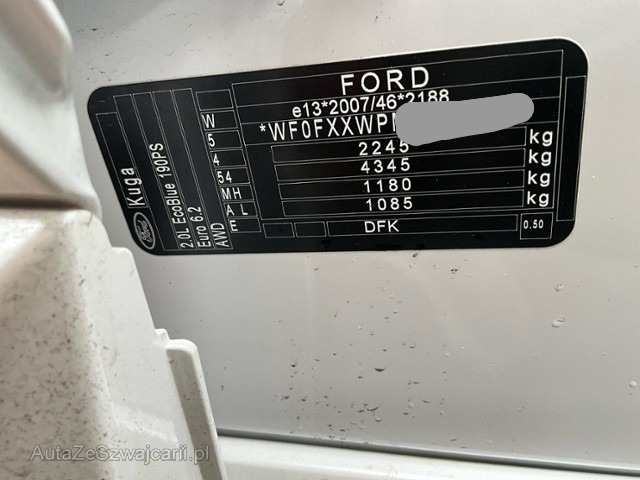 FORD
e13*2007/46*2188
*WF0FXXWP
2245 kg
4345 kg
1180 kg
1085 kg
DFK
0.50
Kuga
Ford
2.0L EcoBlue 190PS
Euro 6.2
AWD
W
5
4
54
MH
A L
E
AutaZeSzwajcarii.pl